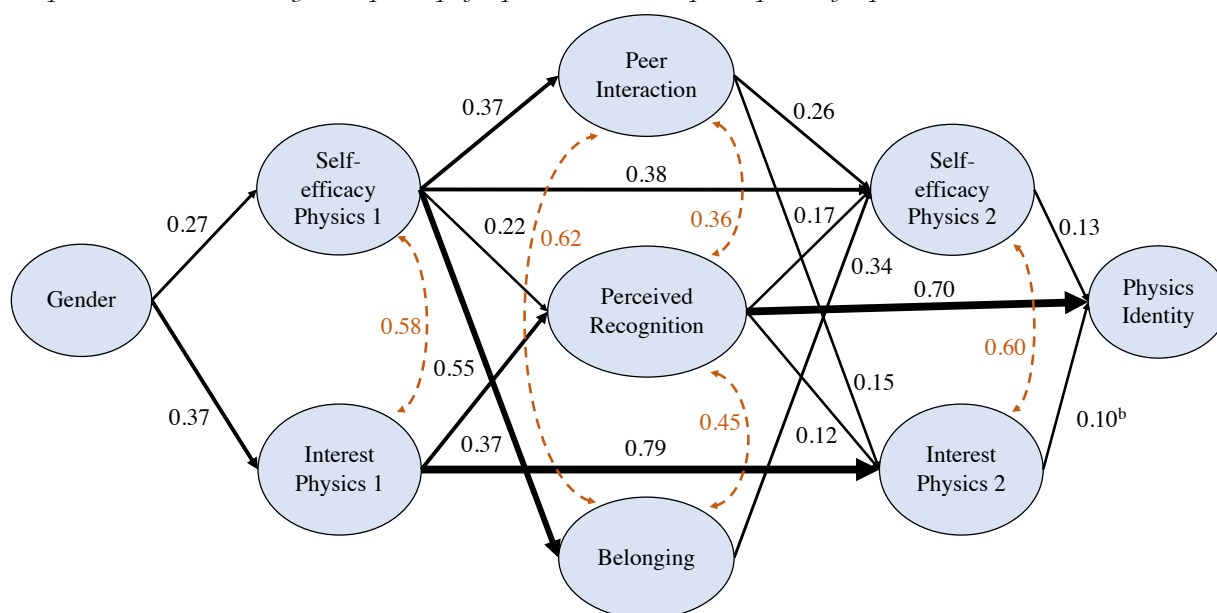 Peer
Interaction
0.37
0.26
Self-
efficacy
Physics 1
0.38
Self-
efficacy
Physics 2
0.27
0.22
0.62
0.36
0.17
0.13
0.34
Gender
0.58
Perceived
Recognition
0.70
Physics
Identity
0.60
0.55
0.15
0.37
0.45
0.12
0.10ᵇ
0.37
0.79
Interest
Physics 1
Interest
Physics 2
Belonging